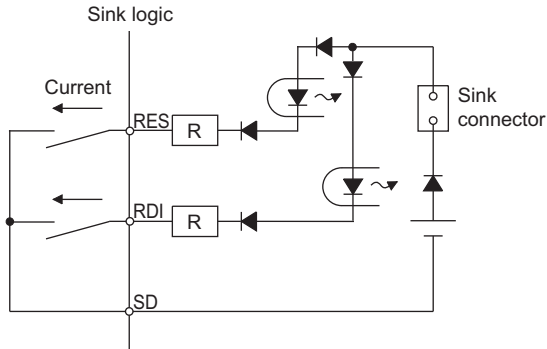 Sink logic
Current
RES
R
Sink
connector
RDI
R
SD